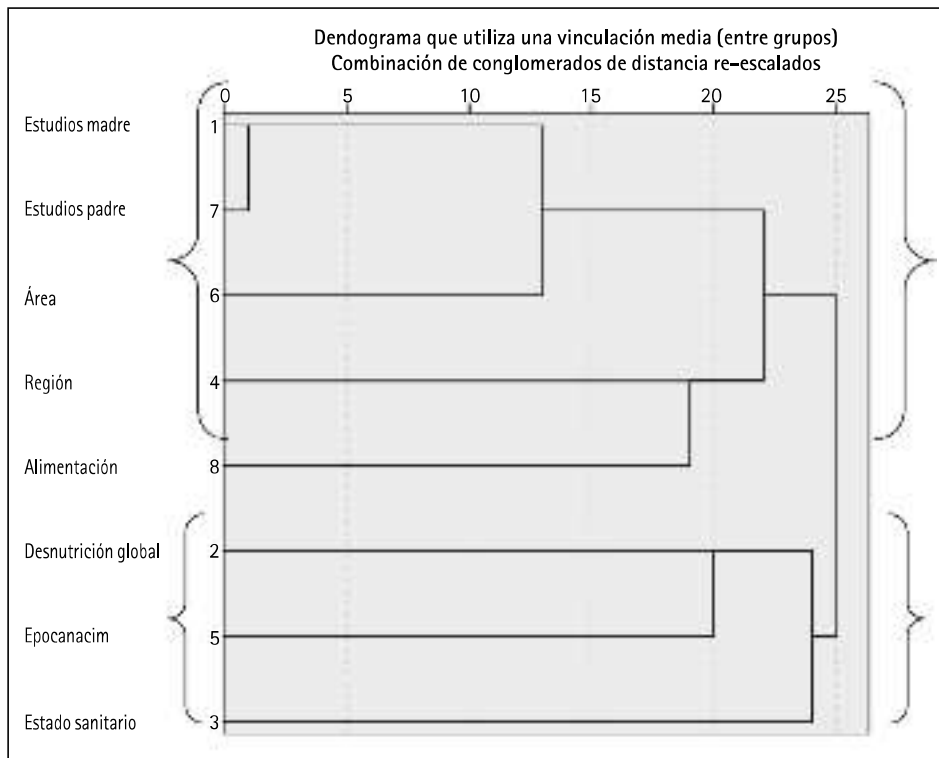 Dendograma que utiliza una vinculación media (entre grupos)
Combinación de conglomerados de distancia re-escalados
0 5 10 15 20 25
Estudios madre 1
Estudios padre 7
Área 6
Región 4
Alimentación 8
Desnutrición global 2
Epocanacim 5
Estado sanitario 3